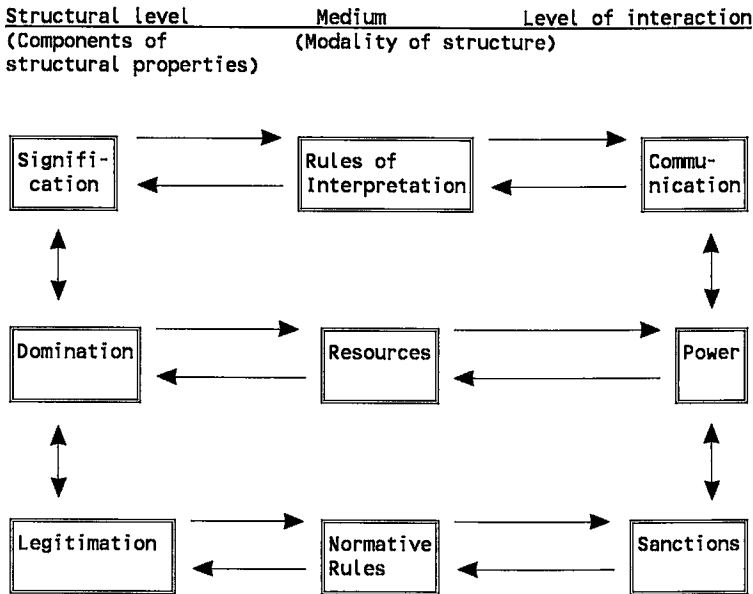 Structural level Medium Level of interaction
(Components of (Modality of structure)
structural properties)
Signifi- Rules of Commu-
cation Interpretation nication
Domination Resources Power
Legitimation Normative Sanctions
Rules